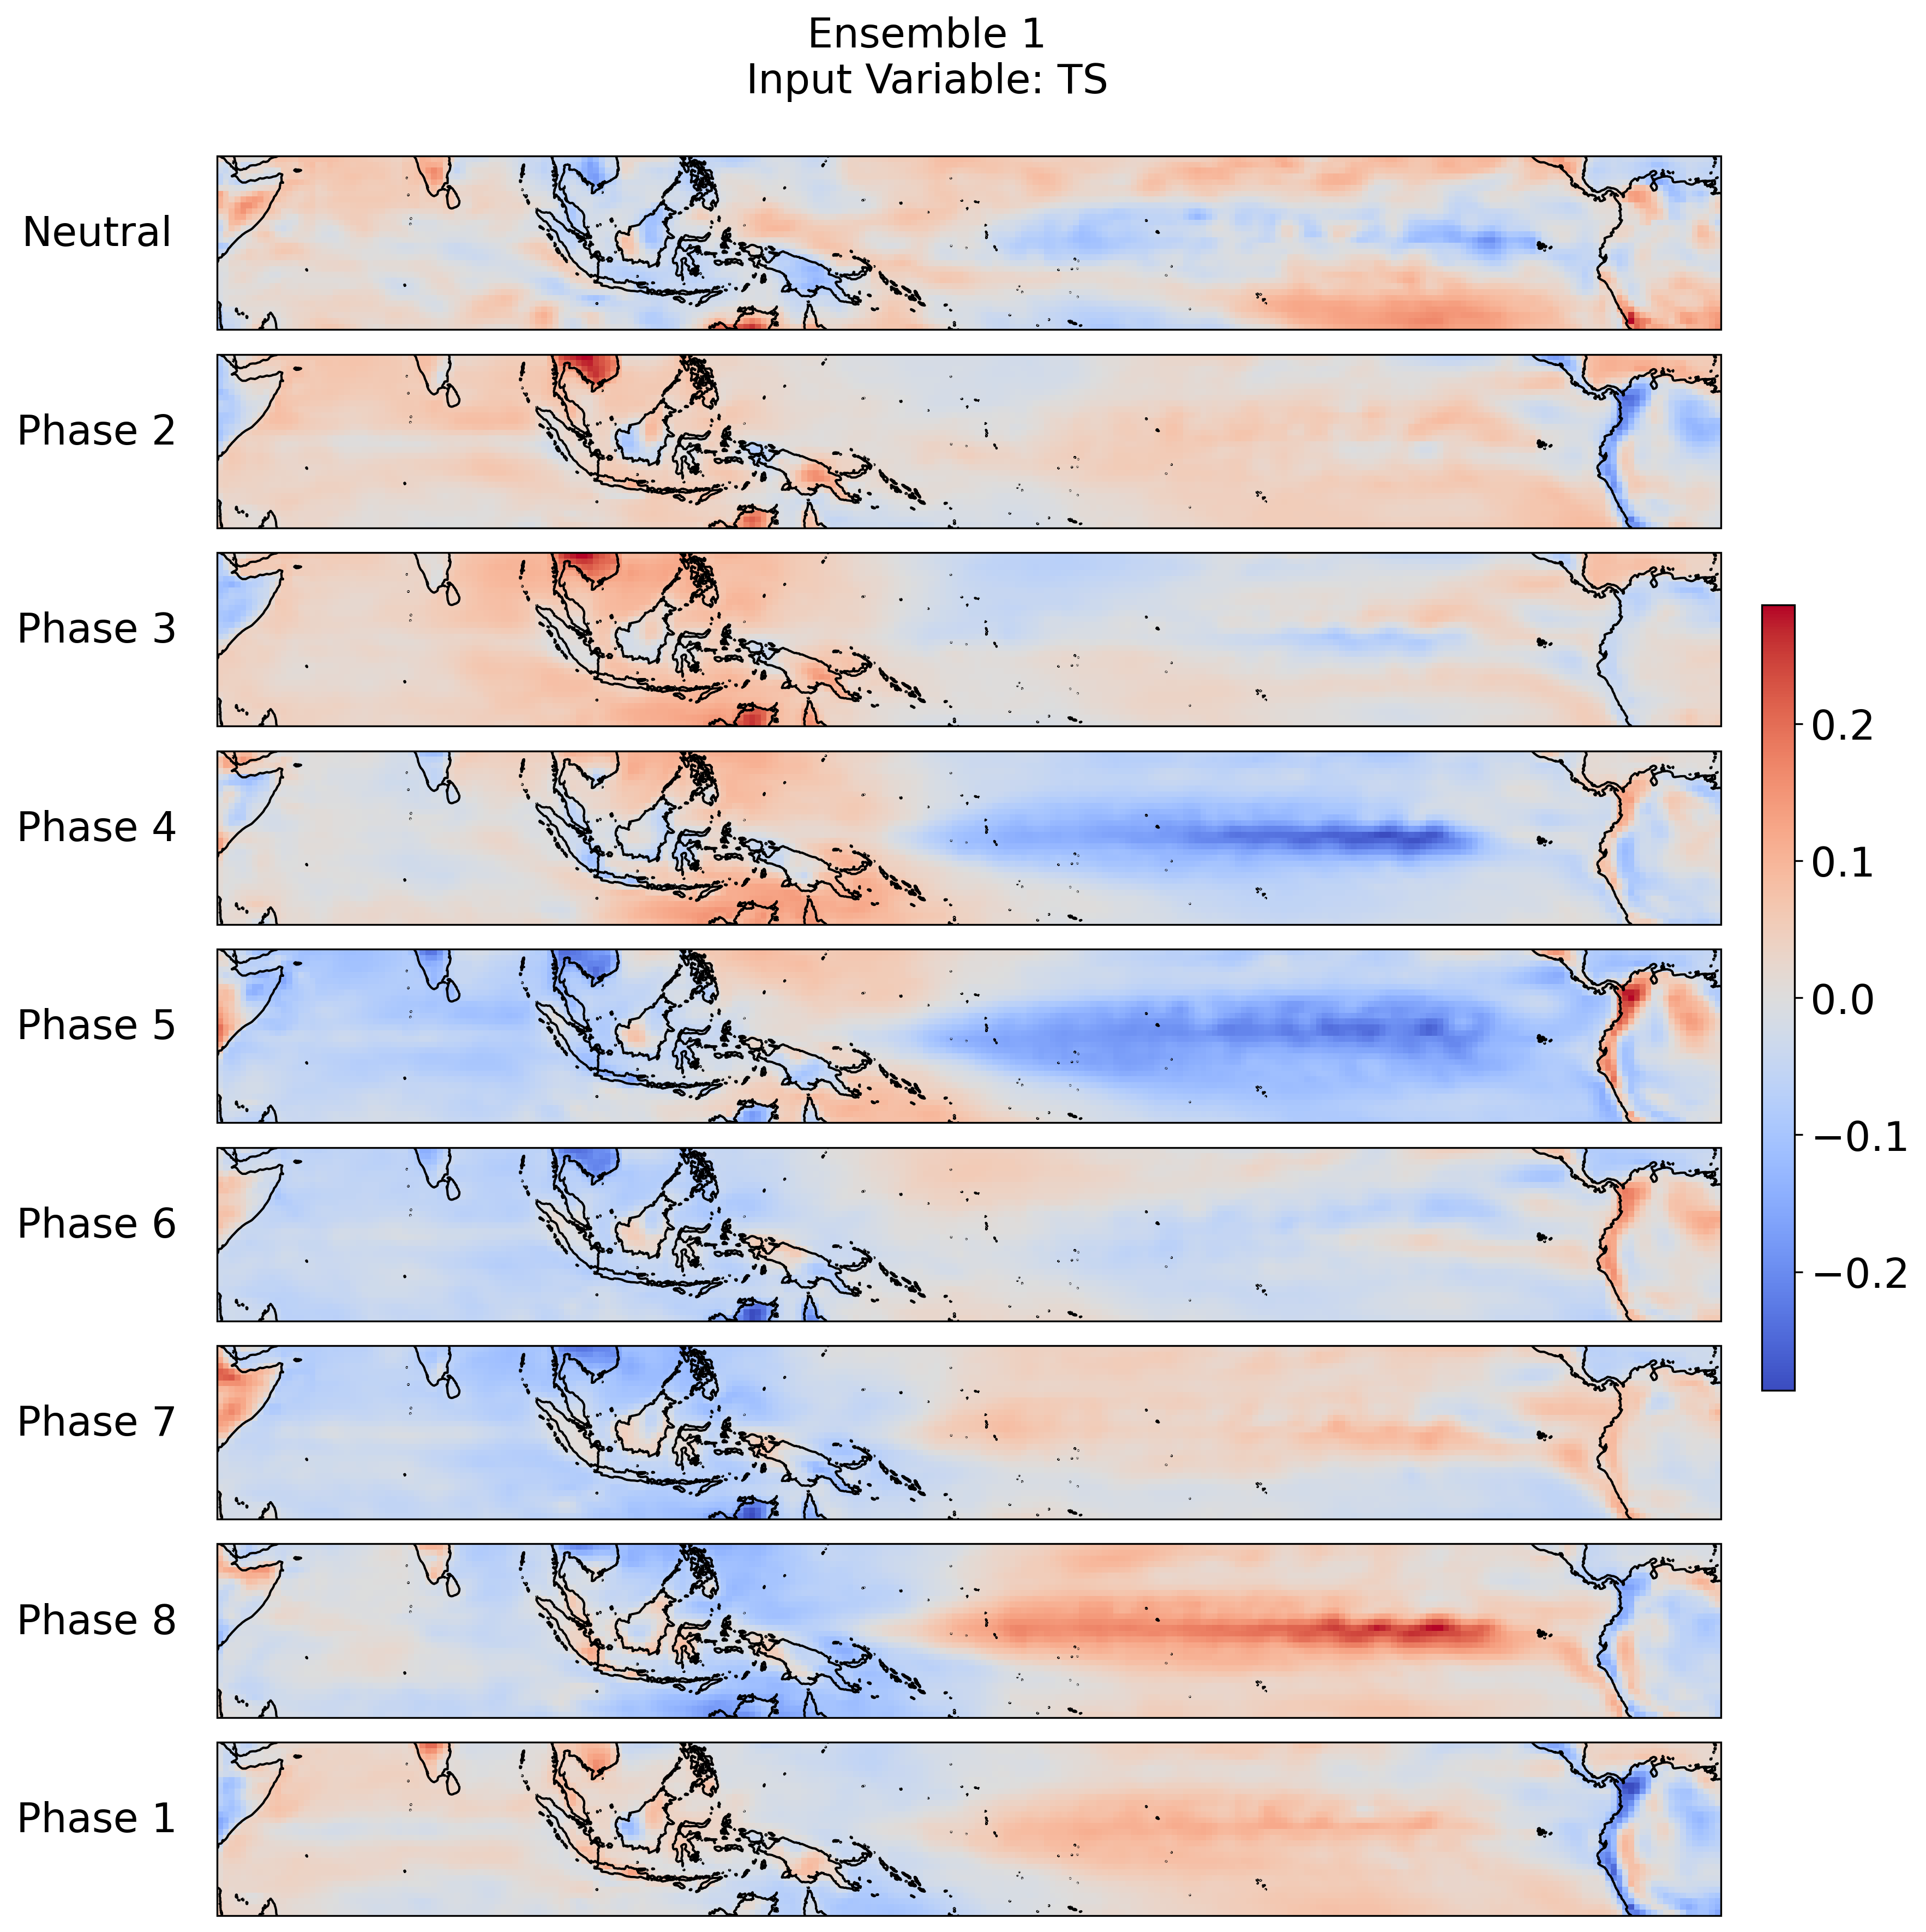 Ensemble 1
Input Variable: TS
Neutral
Phase 2
Phase 3
Phase 4
Phase 5
Phase 6
Phase 7
Phase 8
Phase 1
0.2
0.1
0.0
−0.1
−0.2